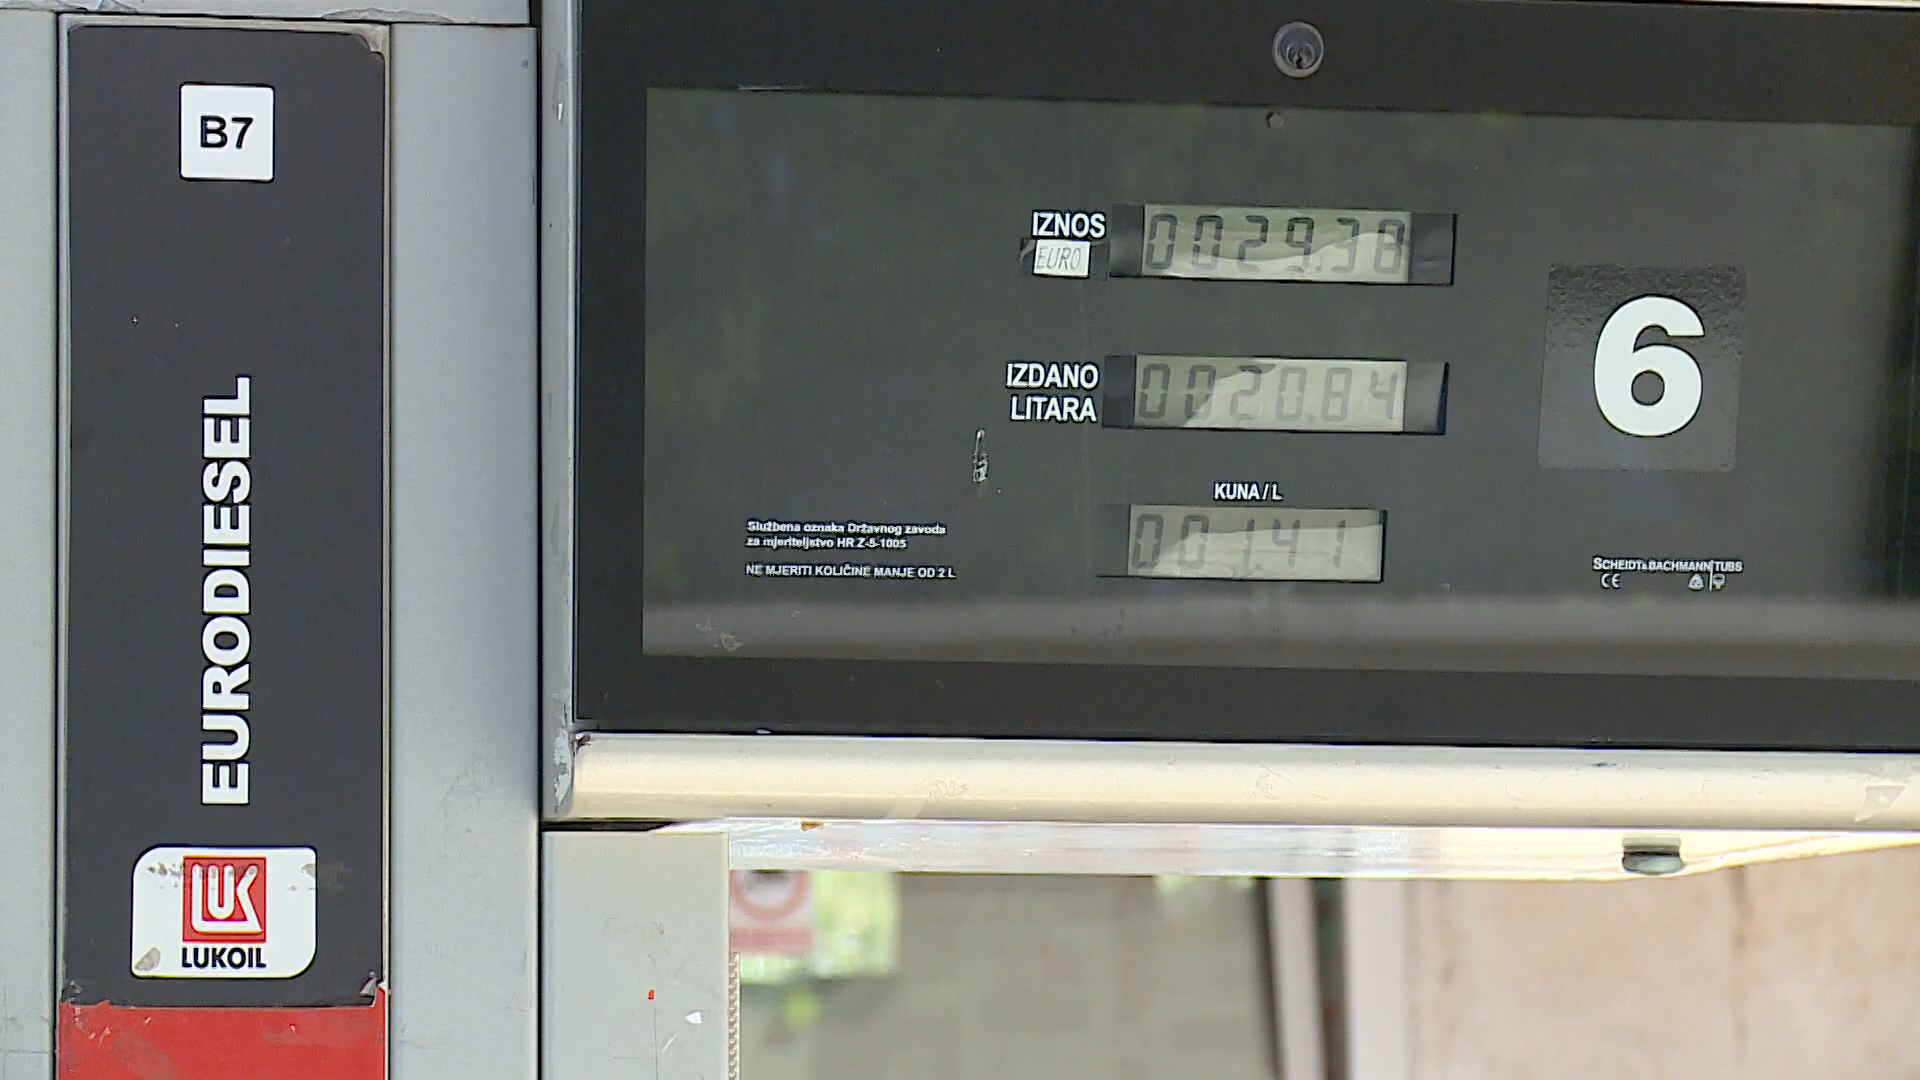 B7
EURODIESEL
LUK
LUKOIL
IZNOS
EURO
0029.38
IZDANO
LITARA
0020.84
KUNA / L
001.41
6
Službena oznaka Državnog zavoda
za mjeriteljstvo HR Z-5-1005
NE MJERITI KOLIČINE MANJE OD 2 L
SCHEIDT & BACHMANN TUBS
CE